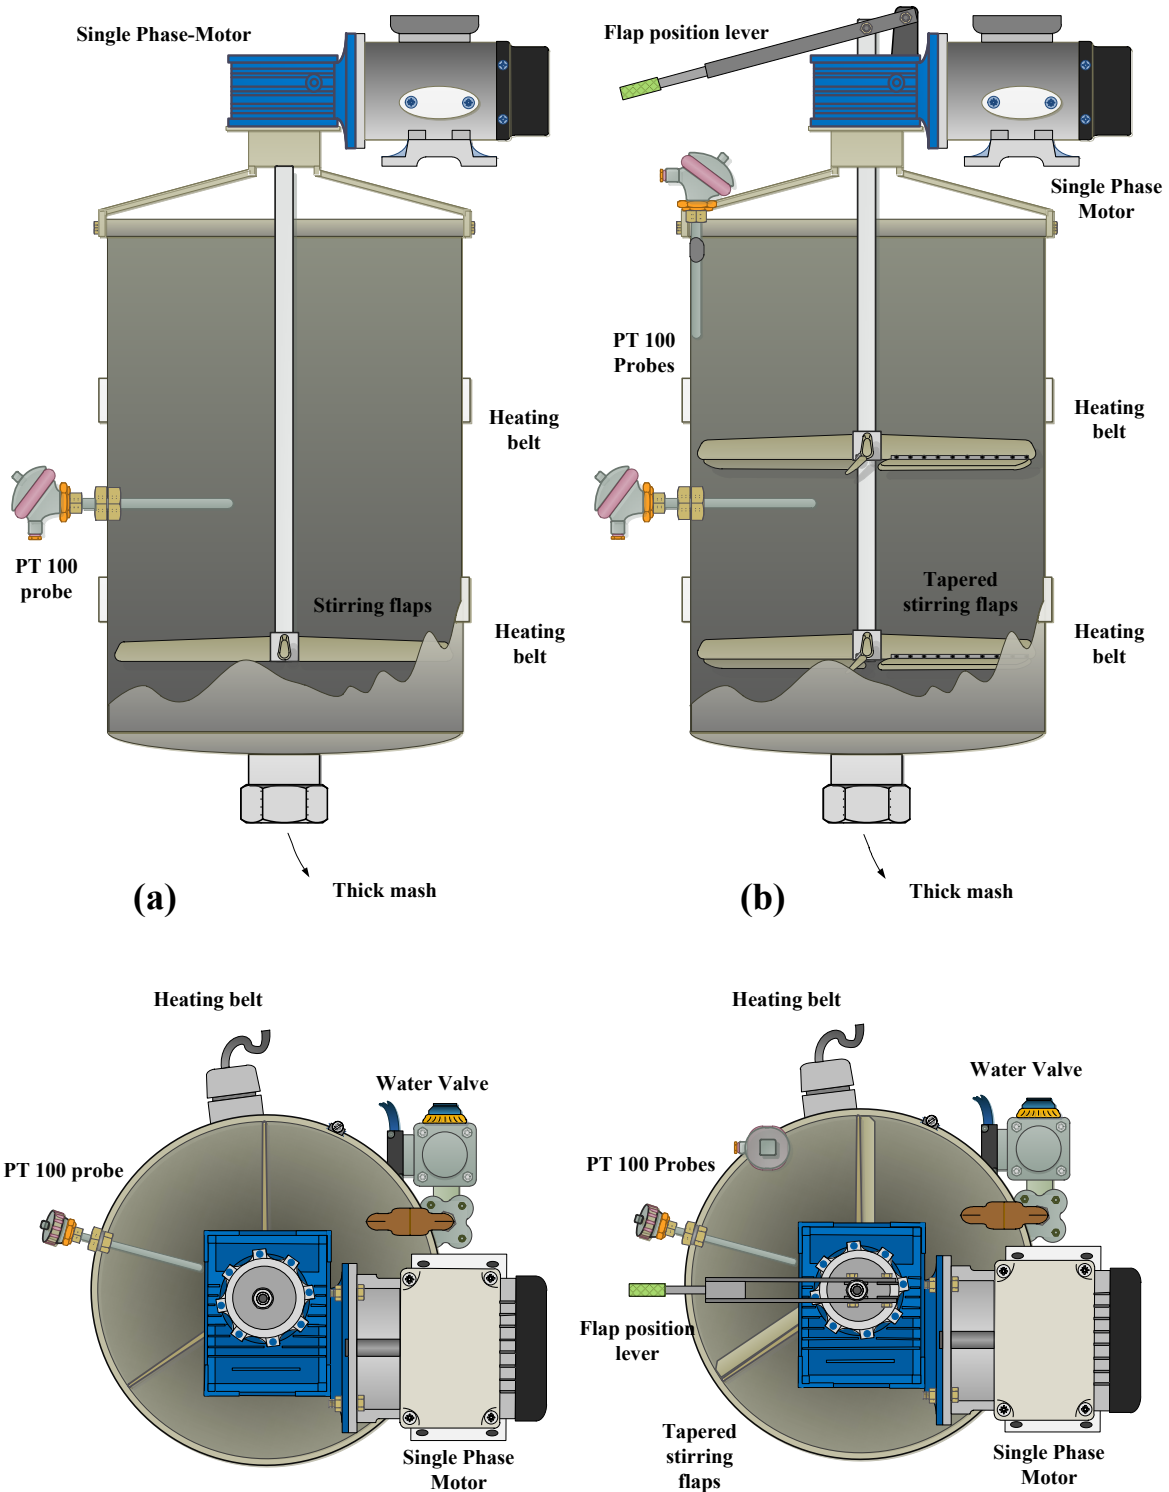 Single Phase-Motor
Heating
belt
PT 100
probe
Stirring flaps
Heating
belt
Thick mash
(a)
Flap position lever
Single Phase
Motor
PT 100
Probes
Heating
belt
Tapered
stirring flaps
Heating
belt
Thick mash
(b)
Heating belt
Water Valve
PT 100 probe
Single Phase
Motor
Heating belt
Water Valve
PT 100 Probes
Flap position
lever
Tapered
stirring
flaps
Single Phase
Motor